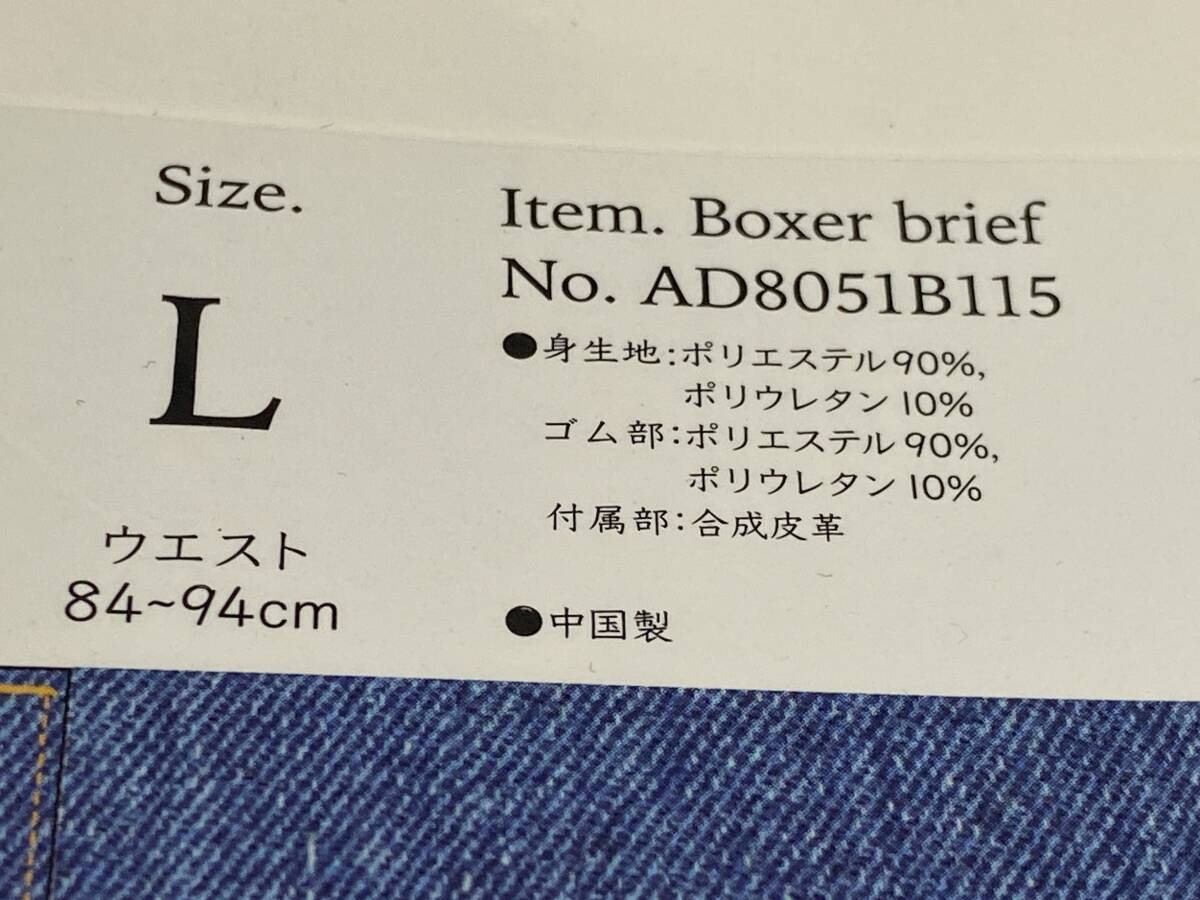 Size.
L
ウエスト
84~94cm
Item. Boxer brief
No. AD8051B115
●身生地:ポリエステル90%,
ポリウレタン10%
ゴム部:ポリエステル90%,
ポリウレタン10%
付属部:合成皮革
●中国製